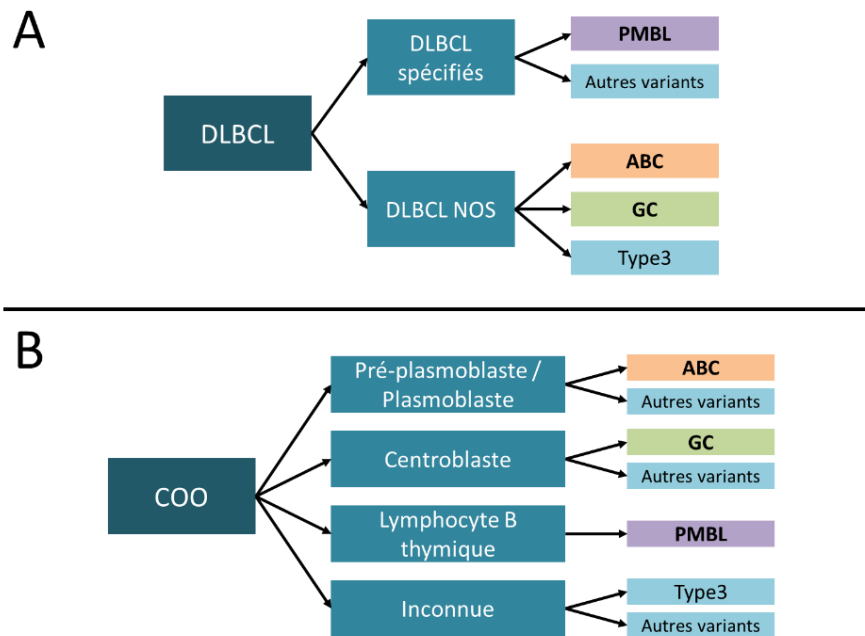 A
DLBCL
DLBCL
spécifiés
PMBL
Autres variants
DLBCL NOS
ABC
GC
Type3
B
COO
Pré-plasmoblaste /
Plasmoblaste
ABC
Autres variants
Centroblaste
GC
Autres variants
Lymphocyte B
thymique
PMBL
Inconnue
Type3
Autres variants